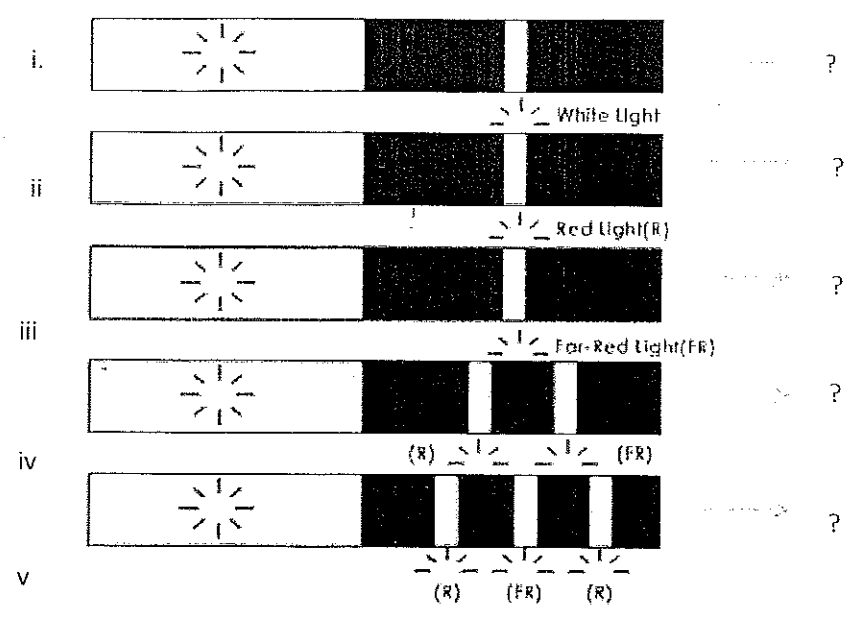 i.
?
White Light
ii
?
Red Light(R)
?
iii
Far-Red Light(FR)
?
iv
(R) (FR)
?
v
(R) (FR) (R)